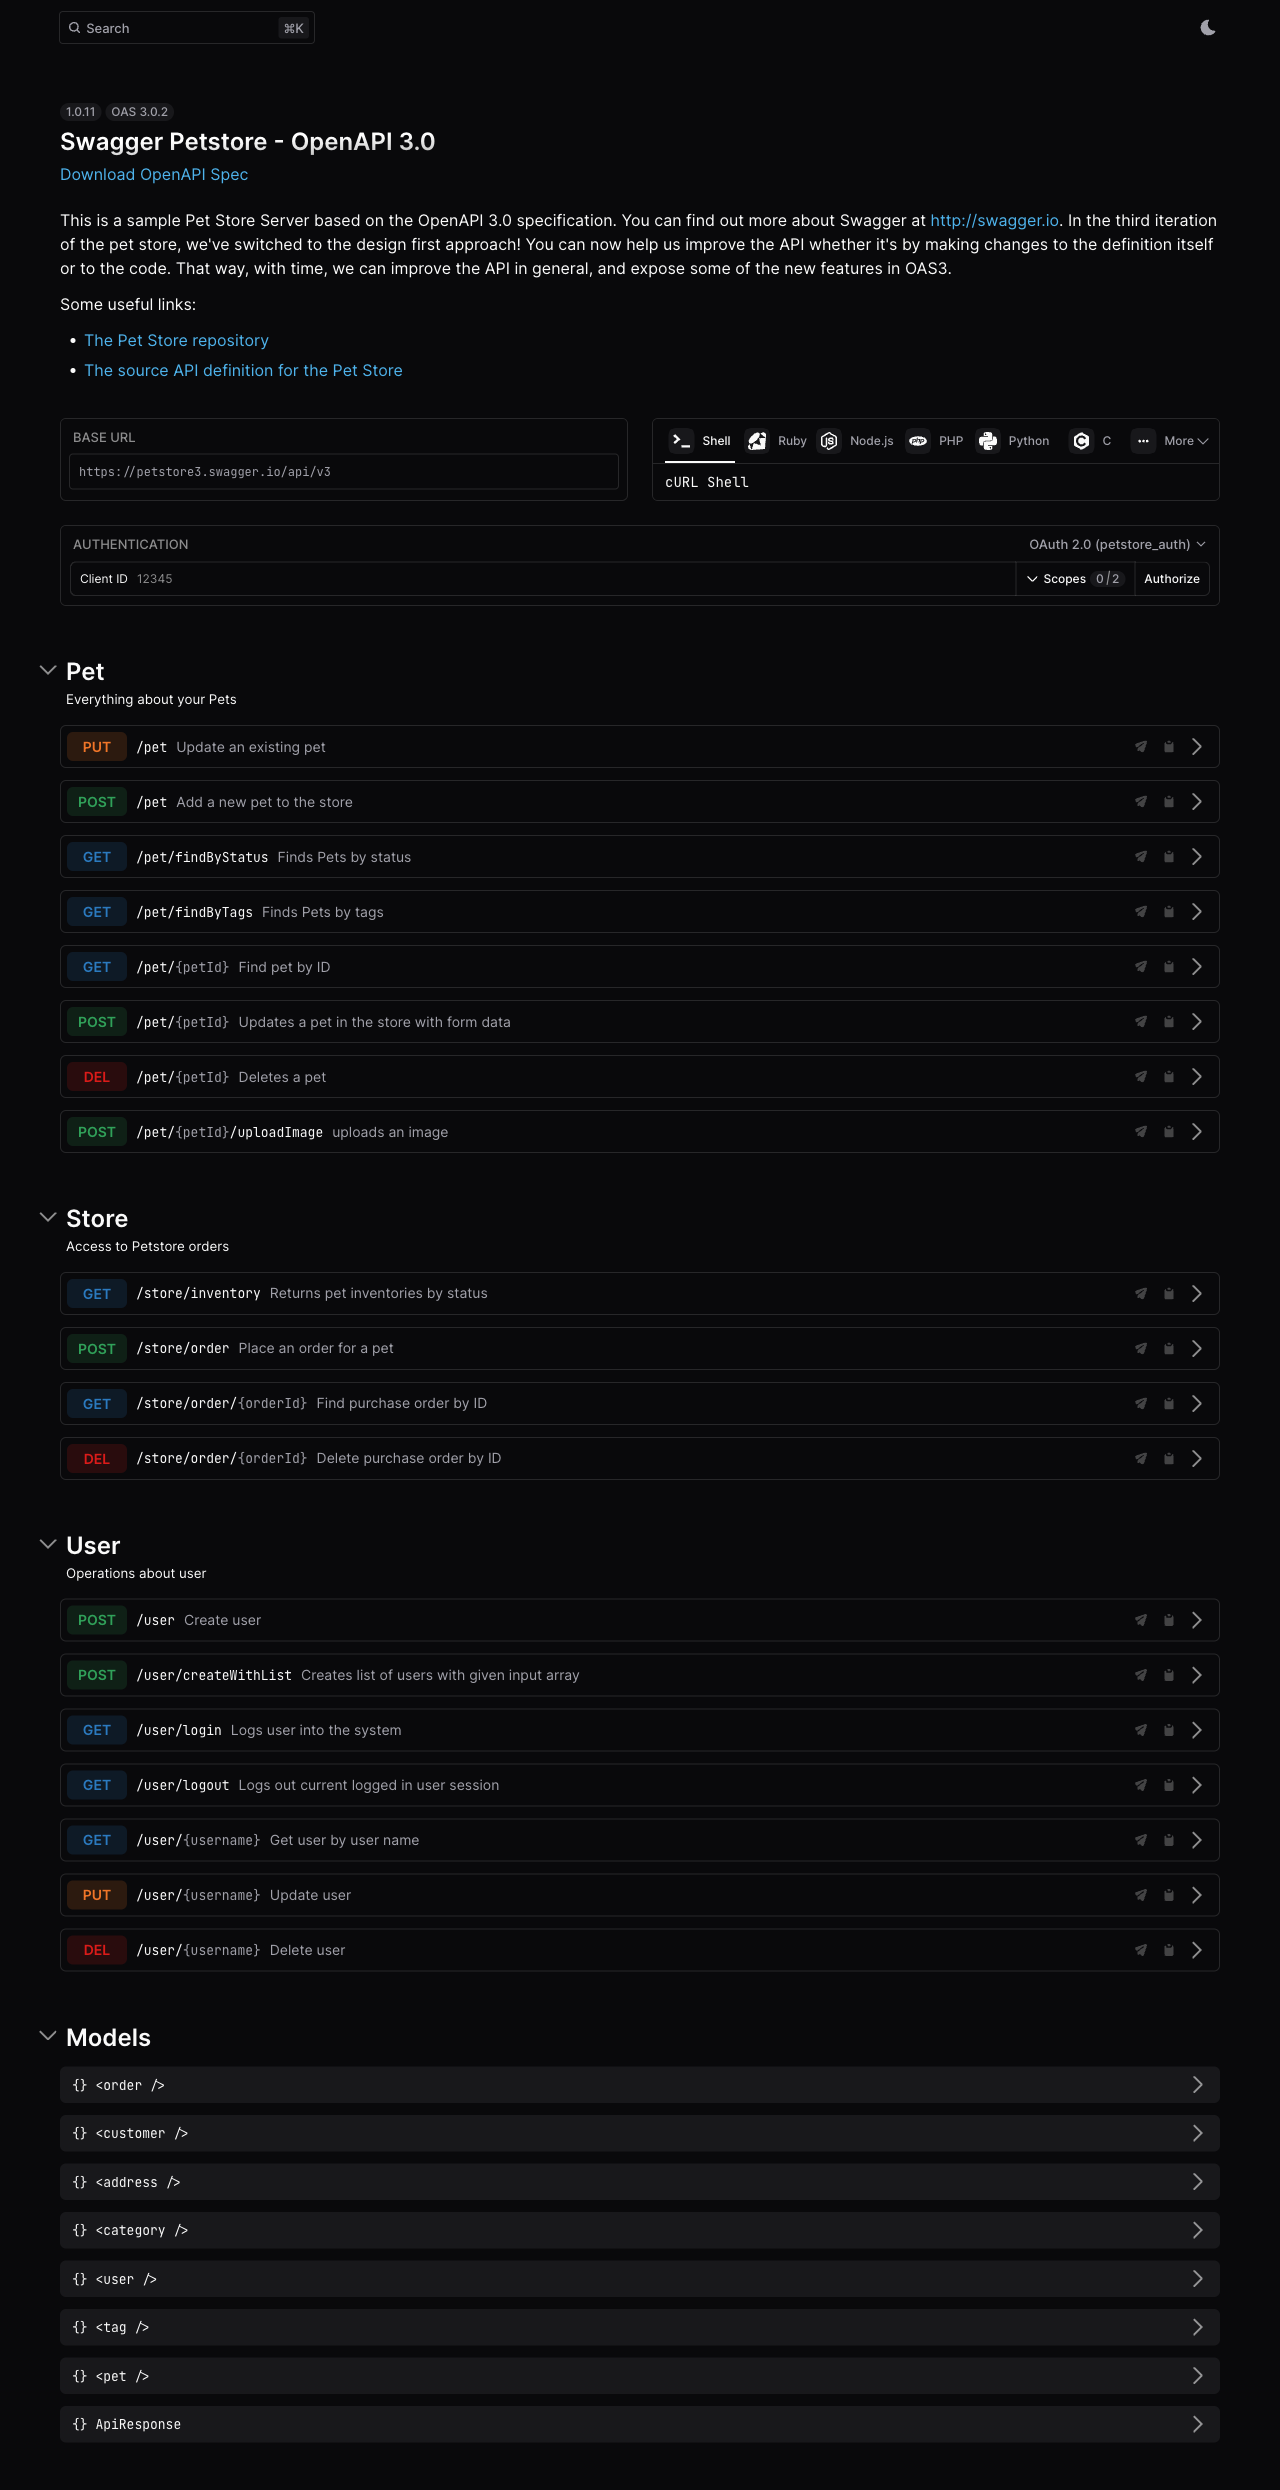 Search ⌘K
1.0.11 OAS 3.0.2
Swagger Petstore - OpenAPI 3.0
Download OpenAPI Spec
This is a sample Pet Store Server based on the OpenAPI 3.0 specification. You can find out more about Swagger at http://swagger.io. In the third iteration
of the pet store, we've switched to the design first approach! You can now help us improve the API whether it's by making changes to the definition itself
or to the code. That way, with time, we can improve the API in general, and expose some of the new features in OAS3.
Some useful links:
• The Pet Store repository
• The source API definition for the Pet Store
BASE URL
https://petstore3.swagger.io/api/v3
Shell Ruby Node.js PHP Python C More
cURL Shell
AUTHENTICATION OAuth 2.0 (petstore_auth)
Client ID 12345 Scopes 0/2 Authorize
Pet
Everything about your Pets
PUT /pet Update an existing pet
POST /pet Add a new pet to the store
GET /pet/findByStatus Finds Pets by status
GET /pet/findByTags Finds Pets by tags
GET /pet/{petId} Find pet by ID
POST /pet/{petId} Updates a pet in the store with form data
DEL /pet/{petId} Deletes a pet
POST /pet/{petId}/uploadImage uploads an image
Store
Access to Petstore orders
GET /store/inventory Returns pet inventories by status
POST /store/order Place an order for a pet
GET /store/order/{orderId} Find purchase order by ID
DEL /store/order/{orderId} Delete purchase order by ID
User
Operations about user
POST /user Create user
POST /user/createWithList Creates list of users with given input array
GET /user/login Logs user into the system
GET /user/logout Logs out current logged in user session
GET /user/{username} Get user by user name
PUT /user/{username} Update user
DEL /user/{username} Delete user
Models
{} <order />
{} <customer />
{} <address />
{} <category />
{} <user />
{} <tag />
{} <pet />
{} ApiResponse